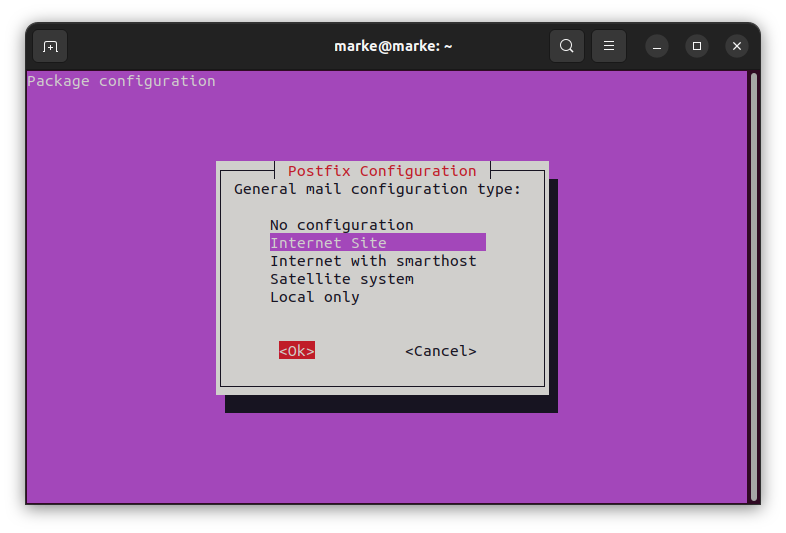 marke@marke: ~
Package configuration
Postfix Configuration
General mail configuration type:
No configuration
Internet Site
Internet with smarthost
Satellite system
Local only
<Ok> <Cancel>